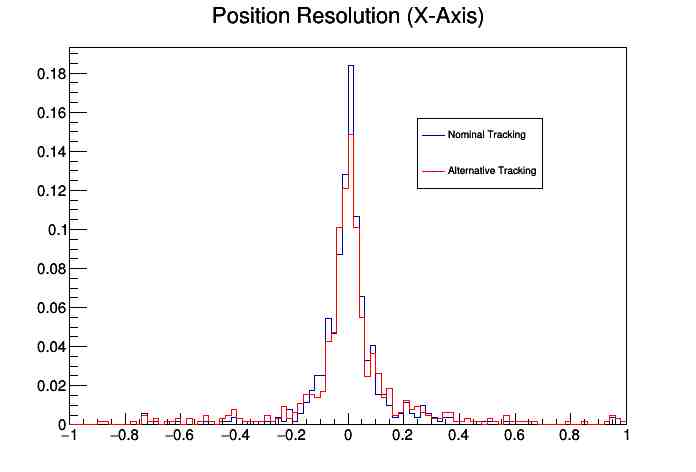 Position Resolution (X-Axis)
0.18
0.16
0.14
0.12
0.1
0.08
0.06
0.04
0.02
0
Nominal Tracking
Alternative Tracking
−1 −0.8 −0.6 −0.4 −0.2 0 0.2 0.4 0.6 0.8 1